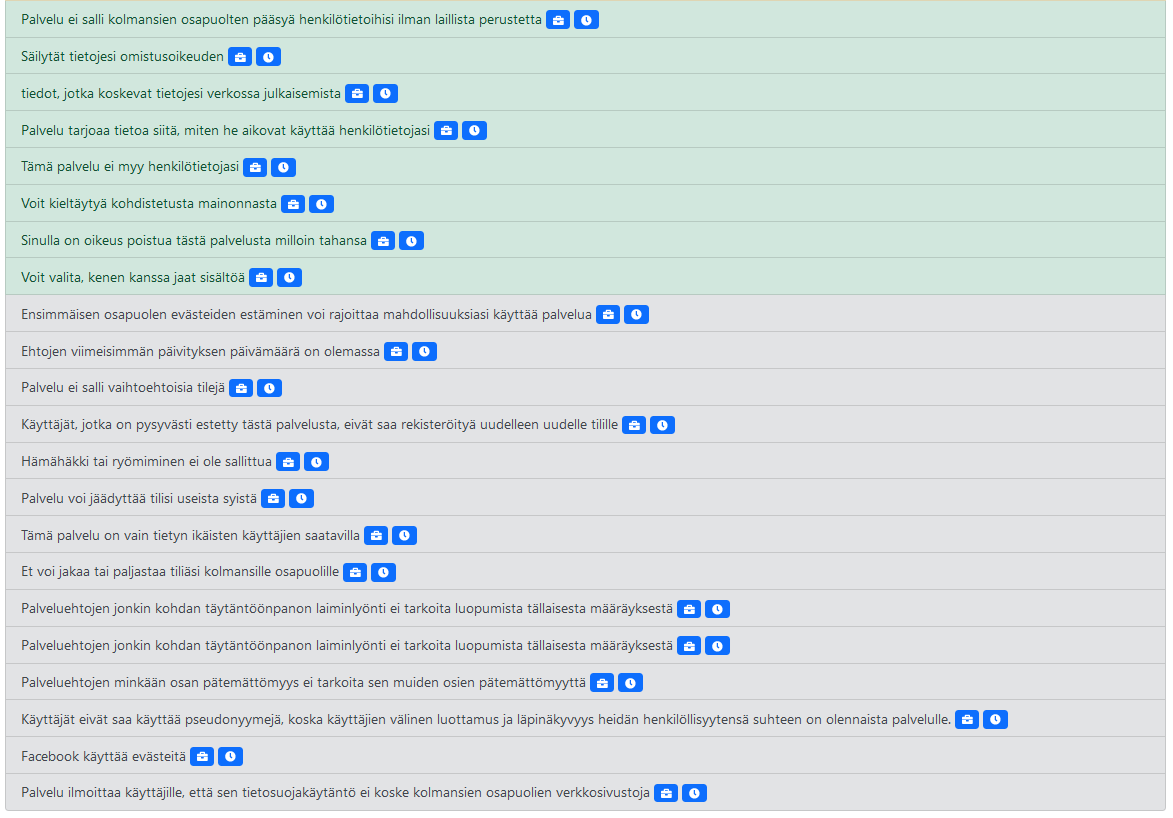 Palvelu ei salli kolmansien osapuolten pääsyä henkilötietoihisi ilman laillista perustetta
Säilytät tietojesi omistusoikeuden
tiedot, jotka koskevat tietojesi verkossa julkaisemista
Palvelu tarjoaa tietoa siitä, miten he aikovat käyttää henkilötietojasi
Tämä palvelu ei myy henkilötietojasi
Voit kieltäytyä kohdistetusta mainonnasta
Sinulla on oikeus poistua tästä palvelusta milloin tahansa
Voit valita, kenen kanssa jaat sisältöä
Ensimmäisen osapuolen evästeiden estäminen voi rajoittaa mahdollisuuksiasi käyttää palvelua
Ehtojen viimeisimmän päivityksen päivämäärä on olemassa
Palvelu ei salli vaihtoehtoisia tilejä
Käyttäjät, jotka on pysyvästi estetty tästä palvelusta, eivät saa rekisteröityä uudelleen uudelle tilille
Hämähäkki tai ryömiminen ei ole sallittua
Palvelu voi jäädyttää tilisi useista syistä
Tämä palvelu on vain tietyn ikäisten käyttäjien saatavilla
Et voi jakaa tai paljastaa tiliäsi kolmansille osapuolille
Palveluehtojen jonkin kohdan täytäntöönpanon laiminlyönti ei tarkoita luopumista tällaisesta määräyksestä
Palveluehtojen jonkin kohdan täytäntöönpanon laiminlyönti ei tarkoita luopumista tällaisesta määräyksestä
Palveluehtojen minkään osan pätemättömyys ei tarkoita sen muiden osien pätemättömyyttä
Käyttäjät eivät saa käyttää pseudonyymejä, koska käyttäjien välinen luottamus ja läpinäkyvyys heidän henkilöllisyytensä suhteen on olennaista palvelulle.
Facebook käyttää evästeitä
Palvelu ilmoittaa käyttäjille, että sen tietosuojakäytäntö ei koske kolmansien osapuolien verkkosivustoja